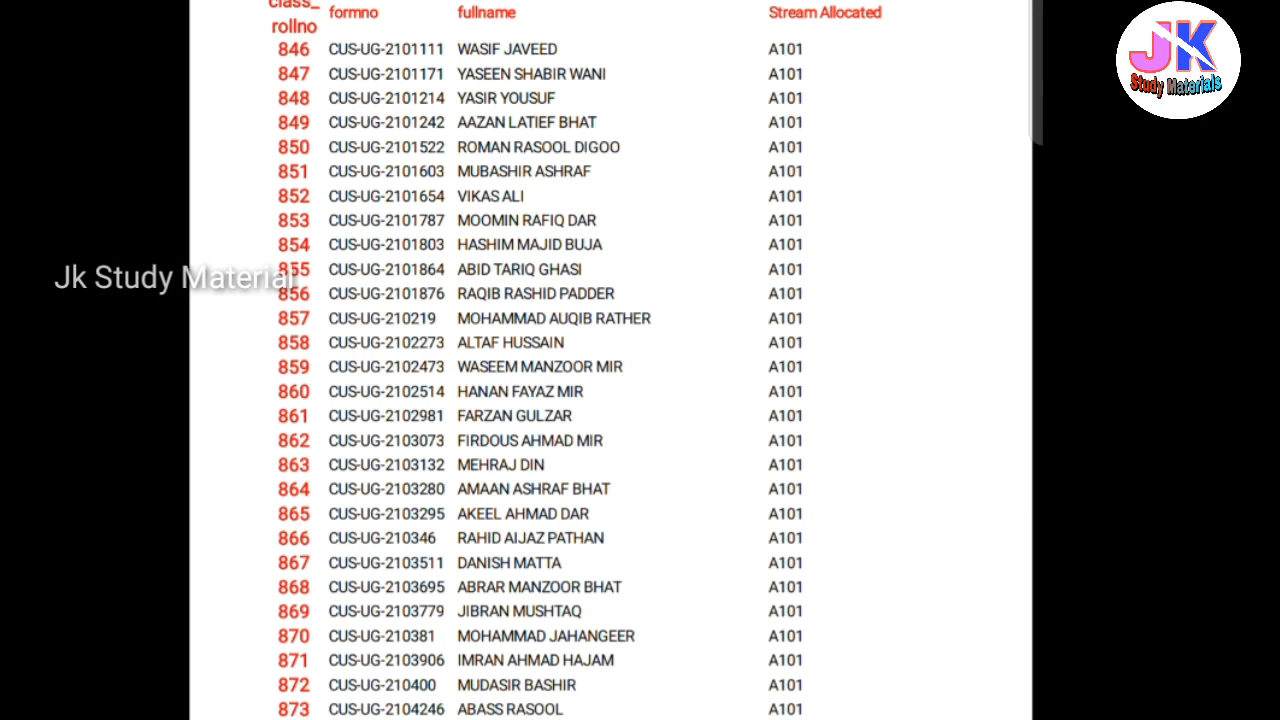 class_
rollno formno fullname Stream Allocated
846 CUS-UG-2101111 WASIF JAVEED A101
847 CUS-UG-2101171 YASEEN SHABIR WANI A101
848 CUS-UG-2101214 YASIR YOUSUF A101
849 CUS-UG-2101242 AAZAN LATIEF BHAT A101
850 CUS-UG-2101522 ROMAN RASOOL DIGOO A101
851 CUS-UG-2101603 MUBASHIR ASHRAF A101
852 CUS-UG-2101654 VIKAS ALI A101
853 CUS-UG-2101787 MOOMIN RAFIQ DAR A101
854 CUS-UG-2101803 HASHIM MAJID BUJA A101
855 CUS-UG-2101864 ABID TARIQ GHASI A101
856 CUS-UG-2101876 RAQIB RASHID PADDER A101
857 CUS-UG-210219 MOHAMMAD AUQIB RATHER A101
858 CUS-UG-2102273 ALTAF HUSSAIN A101
859 CUS-UG-2102473 WASEEM MANZOOR MIR A101
860 CUS-UG-2102514 HANAN FAYAZ MIR A101
861 CUS-UG-2102981 FARZAN GULZAR A101
862 CUS-UG-2103073 FIRDOUS AHMAD MIR A101
863 CUS-UG-2103132 MEHRAJ DIN A101
864 CUS-UG-2103280 AMAAN ASHRAF BHAT A101
865 CUS-UG-2103295 AKEEL AHMAD DAR A101
866 CUS-UG-210346 RAHID AIJAZ PATHAN A101
867 CUS-UG-2103511 DANISH MATTA A101
868 CUS-UG-2103695 ABRAR MANZOOR BHAT A101
869 CUS-UG-2103779 JIBRAN MUSHTAQ A101
870 CUS-UG-210381 MOHAMMAD JAHANGEER A101
871 CUS-UG-2103906 IMRAN AHMAD HAJAM A101
872 CUS-UG-210400 MUDASIR BASHIR A101
873 CUS-UG-2104246 ABASS RASOOL A101
Jk Study Material
JK
Study Materials